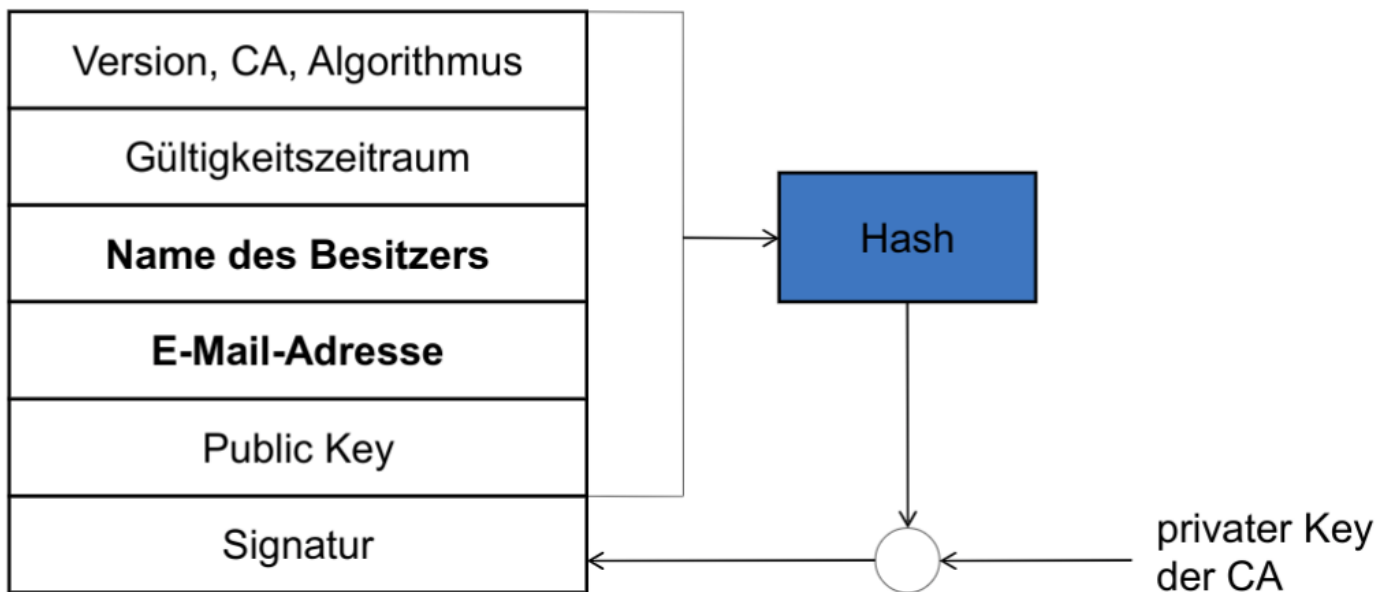 Version, CA, Algorithmus
Gültigkeitszeitraum
Name des Besitzers
E-Mail-Adresse
Public Key
Signatur
Hash
privater Key
der CA